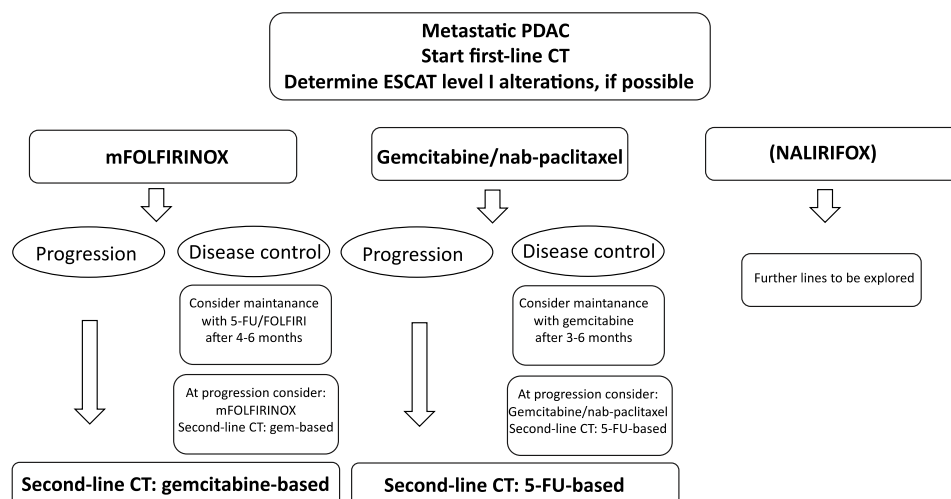 Metastatic PDAC
Start first-line CT
Determine ESCAT level I alterations, if possible
mFOLFIRINOX
Gemcitabine/nab-paclitaxel
(NALIRIFOX)
Progression
Disease control
Progression
Disease control
Further lines to be explored
Consider maintanance
with 5-FU/FOLFIRI
after 4-6 months
Consider maintanance
with gemcitabine
after 3-6 months
At progression consider:
mFOLFIRINOX
Second-line CT: gem-based
At progression consider:
Gemcitabine/nab-paclitaxel
Second-line CT: 5-FU-based
Second-line CT: gemcitabine-based
Second-line CT: 5-FU-based